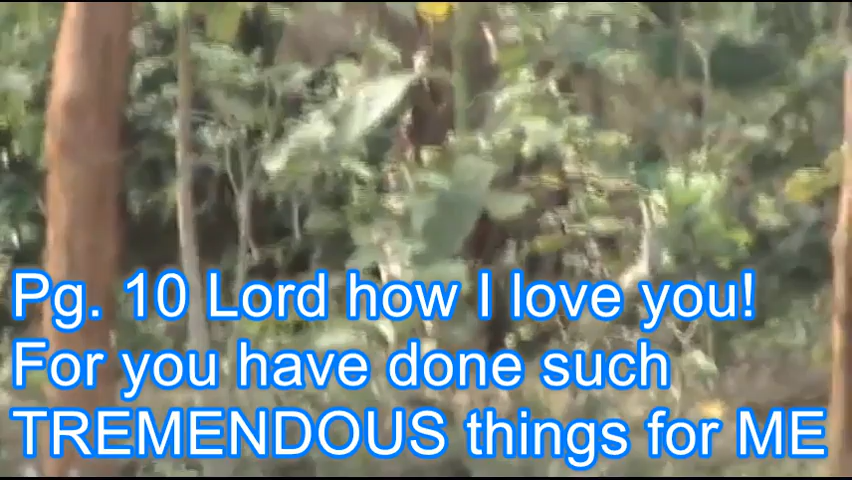 Pg. 10 Lord how I love you!
For you have done such
TREMENDOUS things for ME